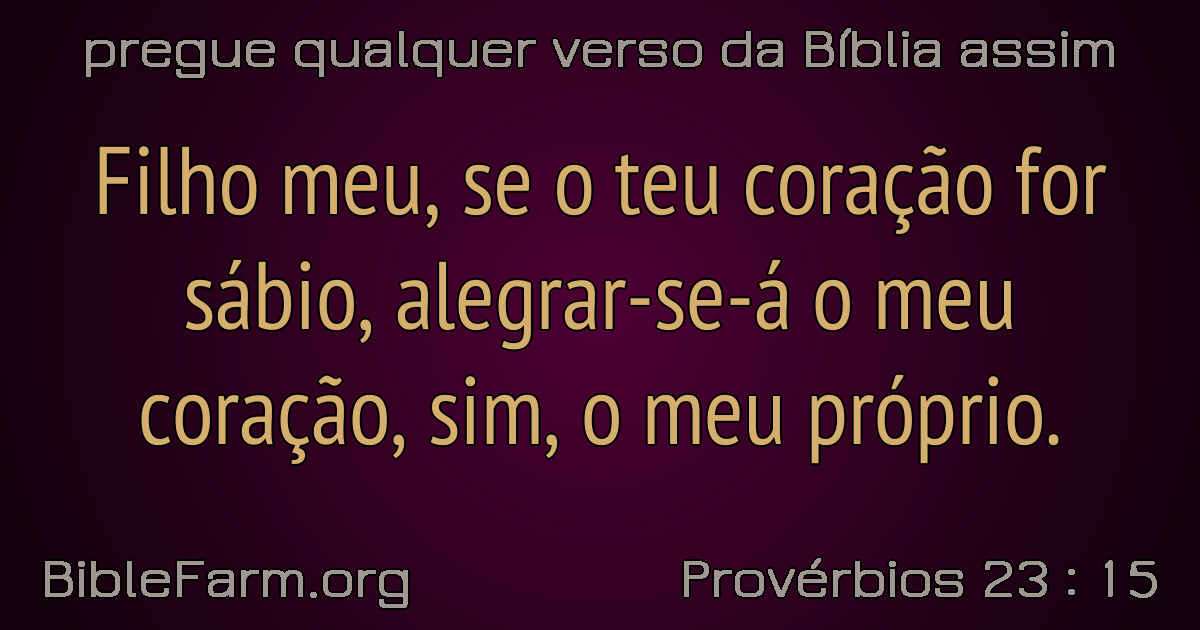 pregue qualquer verso da Bíblia assim
Filho meu, se o teu coração for
sábio, alegrar-se-á o meu
coração, sim, o meu próprio.
BibleFarm.org
Provérbios 23 : 15